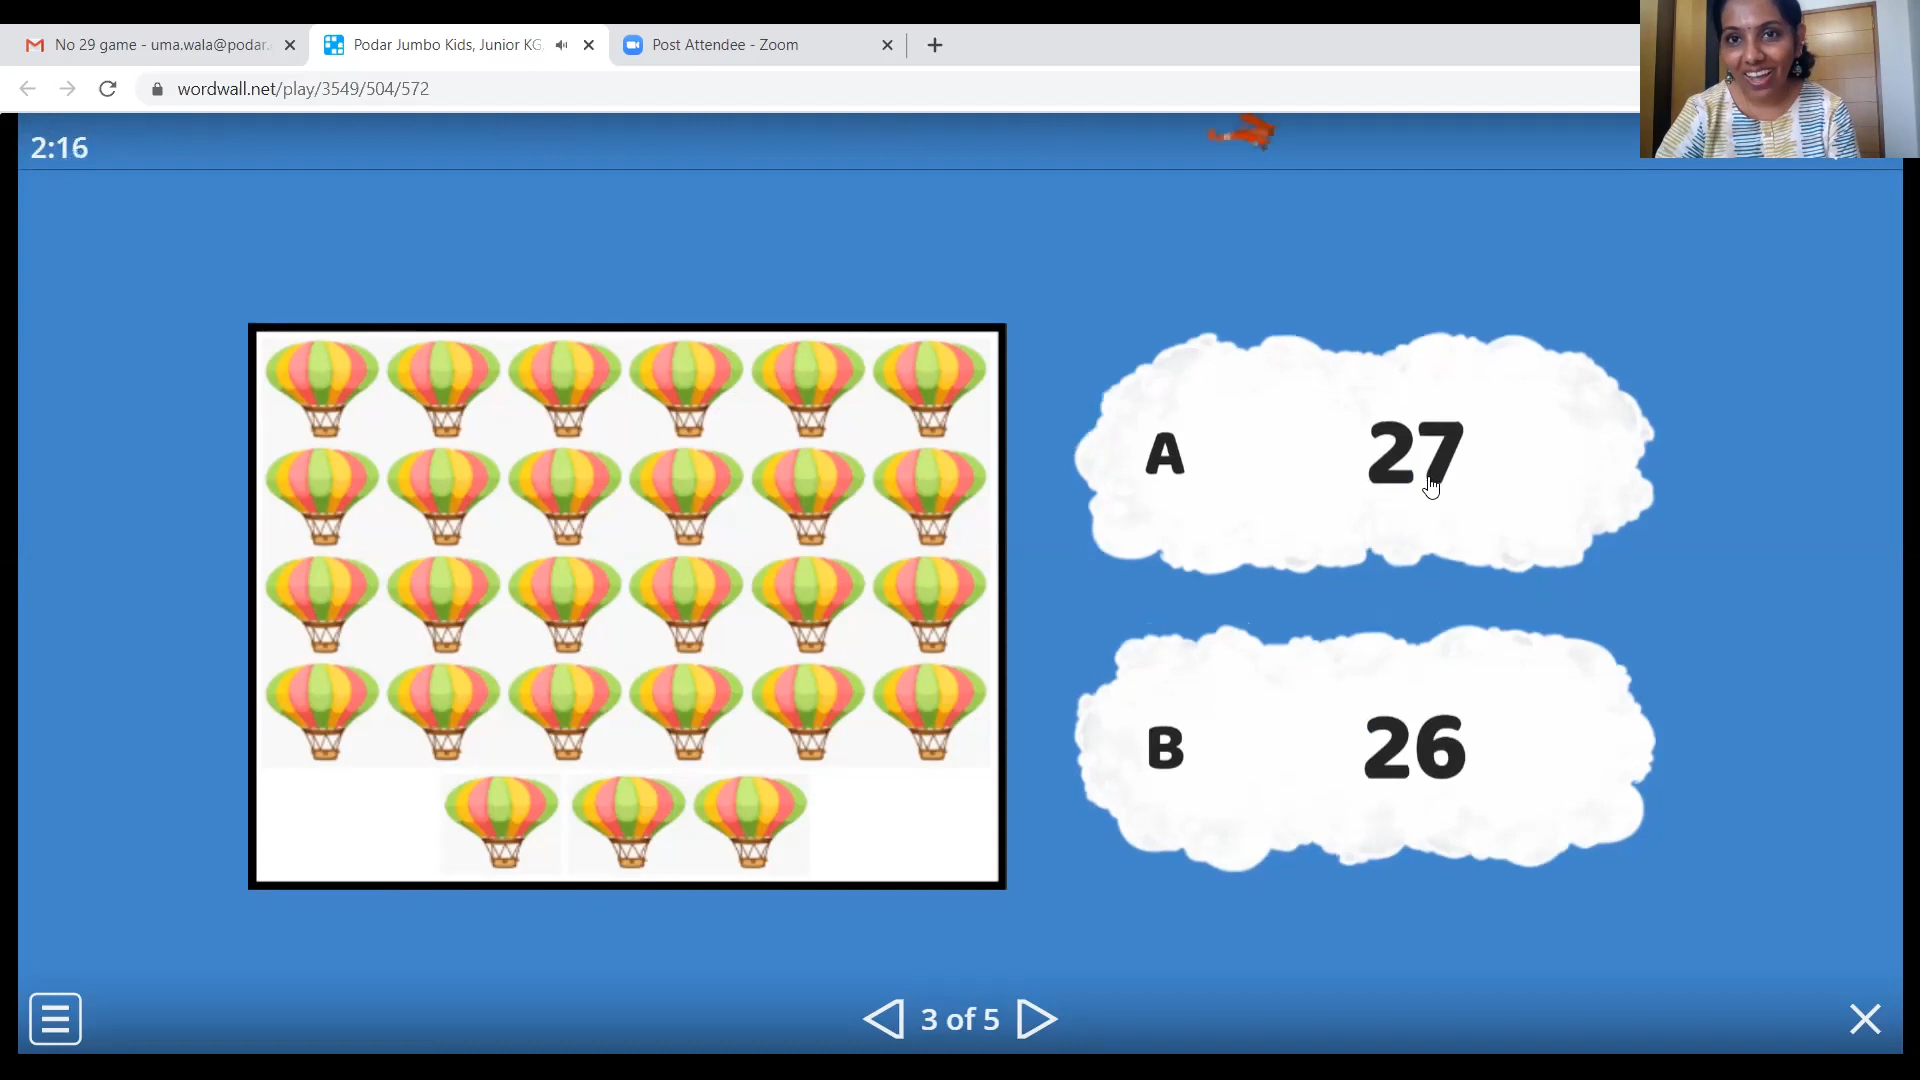 No 29 game - uma.wala@podar.
Podar Jumbo Kids, Junior KG,
Post Attendee - Zoom
wordwall.net/play/3549/504/572
2:16
A 27
B 26
3 of 5